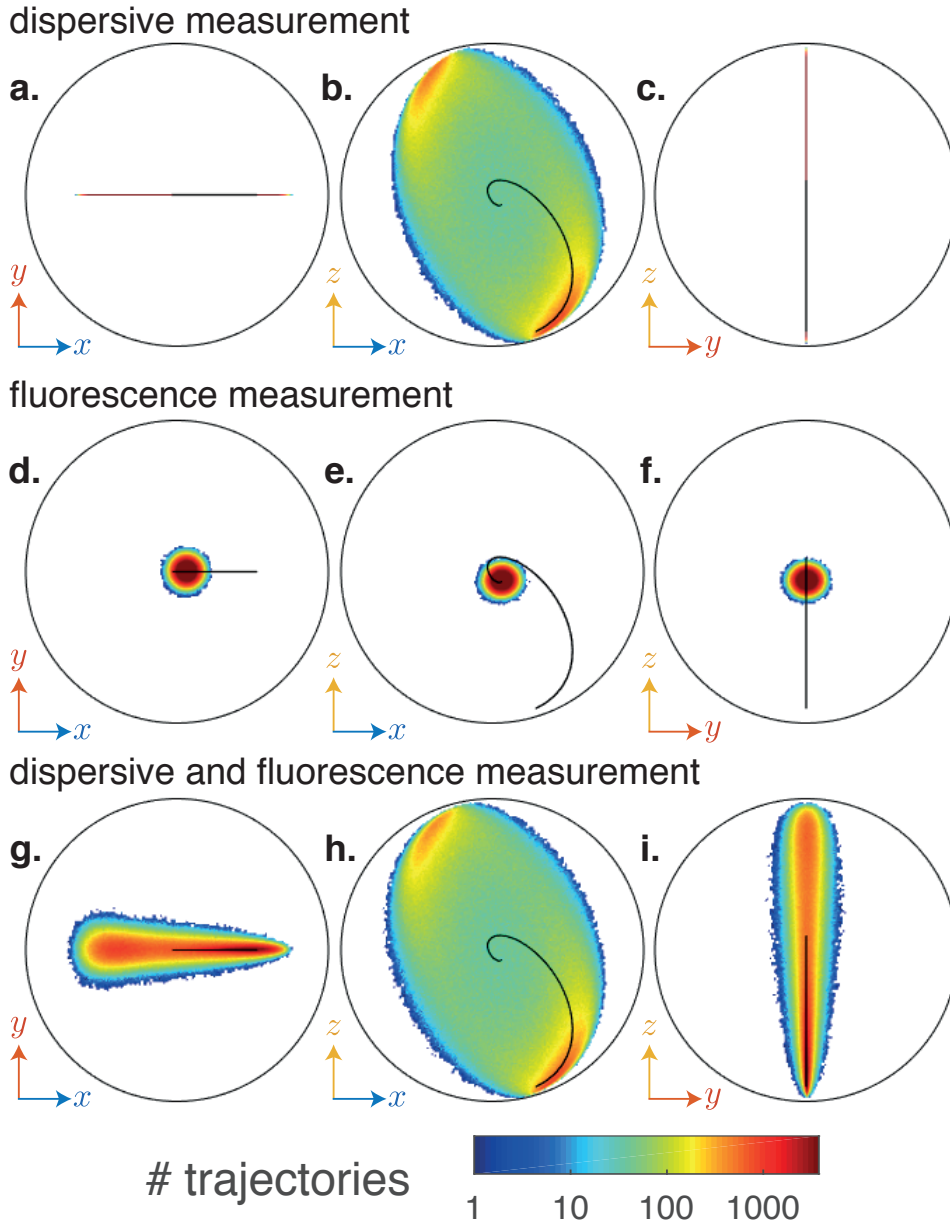 dispersive measurement
a. b. c.
y z z
x x y
fluorescence measurement
d. e. f.
y z z
x x y
dispersive and fluorescence measurement
g. h. i.
y z z
x x y
# trajectories
1 10 100 1000